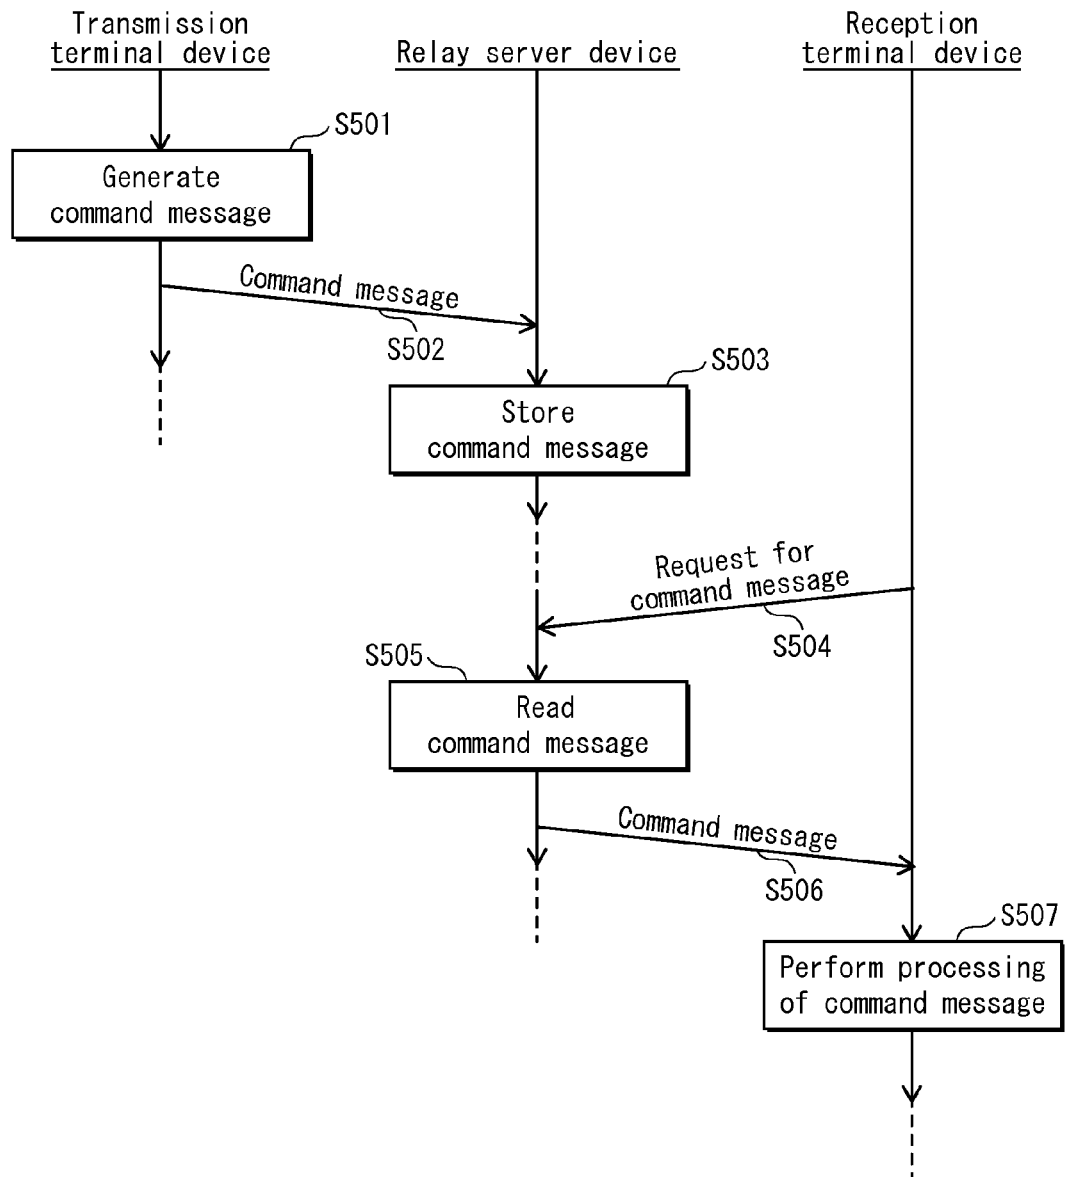 Transmission
terminal device
Relay server device
Reception
terminal device
S501
Generate
command message
Command message
S502
S503
Store
command message
Request for
command message
S504
S505
Read
command message
Command message
S506
S507
Perform processing
of command message